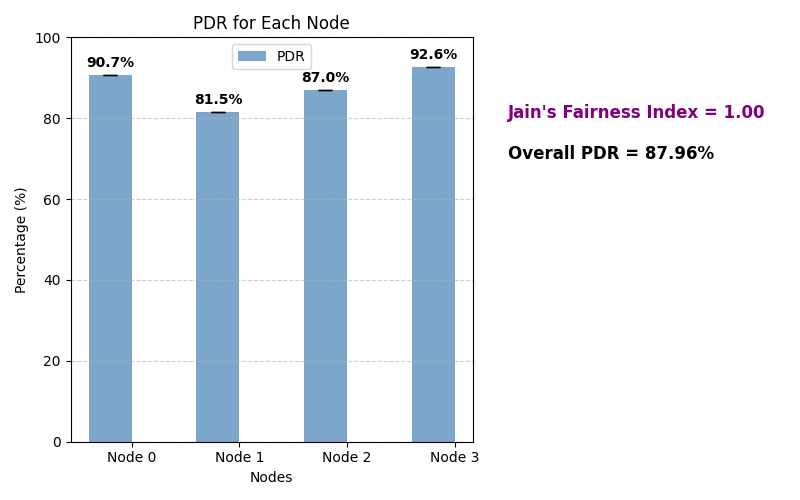 PDR for Each Node
PDR
90.7%
81.5%
87.0%
92.6%
100
80
60
40
20
0
Percentage (%)
Node 0
Node 1
Node 2
Node 3
Nodes
Jain's Fairness Index = 1.00
Overall PDR = 87.96%